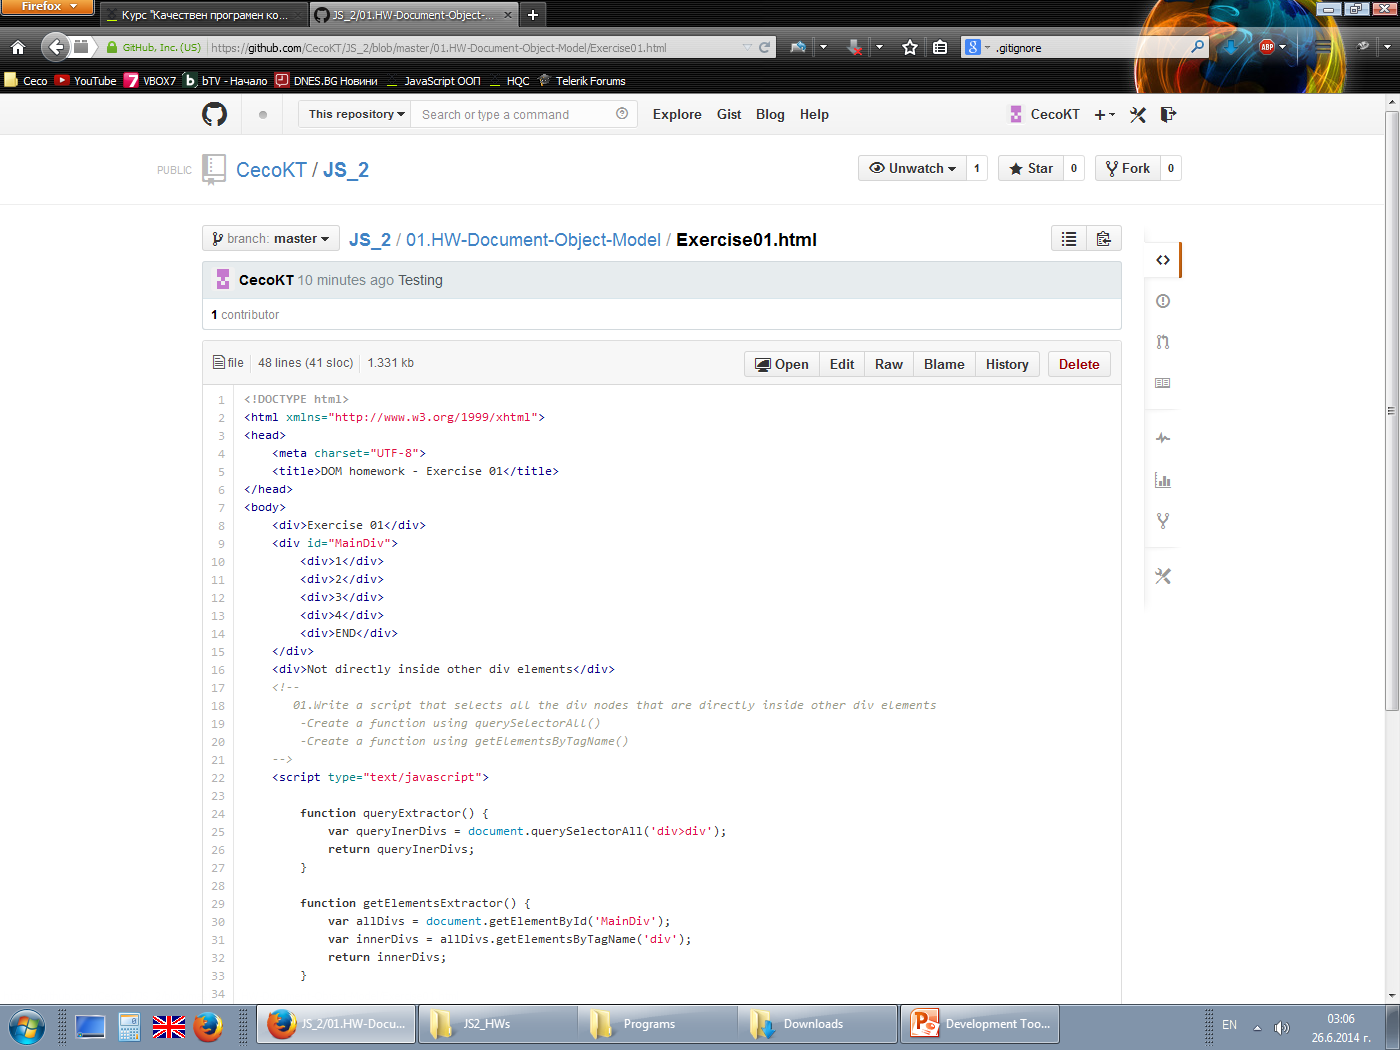 Firefox
Курс "Качествен програмен ко...
JS_2/01.HW-Document-Object-...
GitHub, Inc. (US)
https://github.com/CecoKT/JS_2/blob/master/01.HW-Document-Object-Model/Exercise01.html
.gitignore
Ceco YouTube VBOX7 bTV - Начало DNES.BG Новини JavaScript ООП HQC Telerik Forums
This repository Search or type a command Explore Gist Blog Help CecoKT
PUBLIC CecoKT / JS_2 Unwatch 1 Star 0 Fork 0
branch: master JS_2 / 01.HW-Document-Object-Model / Exercise01.html
CecoKT 10 minutes ago Testing
1 contributor
file 48 lines (41 sloc) 1.331 kb Open Edit Raw Blame History Delete
1 <!DOCTYPE html>
2 <html xmlns="http://www.w3.org/1999/xhtml">
3 <head>
4 <meta charset="UTF-8">
5 <title>DOM homework - Exercise 01</title>
6 </head>
7 <body>
8 <div>Exercise 01</div>
9 <div id="MainDiv">
10 <div>1</div>
11 <div>2</div>
12 <div>3</div>
13 <div>4</div>
14 <div>END</div>
15 </div>
16 <div>Not directly inside other div elements</div>
17 <!--
18 01.Write a script that selects all the div nodes that are directly inside other div elements
19 -Create a function using querySelectorAll()
20 -Create a function using getElementsByTagName()
21 -->
22 <script type="text/javascript">
23
24 function queryExtractor() {
25 var queryInerDivs = document.querySelectorAll('div>div');
26 return queryInerDivs;
27 }
28
29 function getElementsExtractor() {
30 var allDivs = document.getElementById('MainDiv');
31 var innerDivs = allDivs.getElementsByTagName('div');
32 return innerDivs;
33 }
34
JS_2/01.HW-Docu... JS2_HWs Programs Downloads Development Too... EN 03:06
26.6.2014 г.